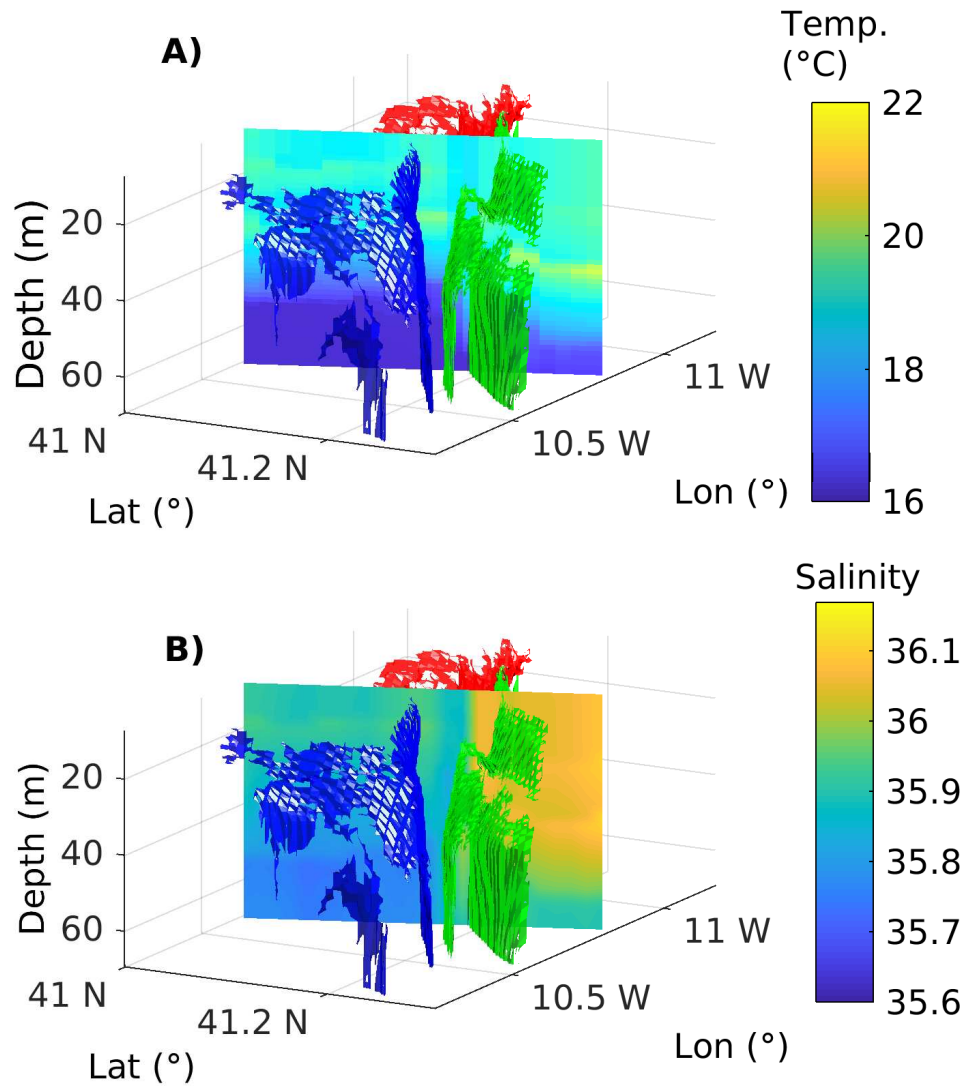 A)
Temp.
(°C)
22
20
18
16
Depth (m)
20
40
60
41 N
41.2 N
Lat (°)
10.5 W
11 W
Lon (°)
B)
Salinity
36.1
36
35.9
35.8
35.7
35.6
Depth (m)
20
40
60
41 N
41.2 N
Lat (°)
10.5 W
11 W
Lon (°)